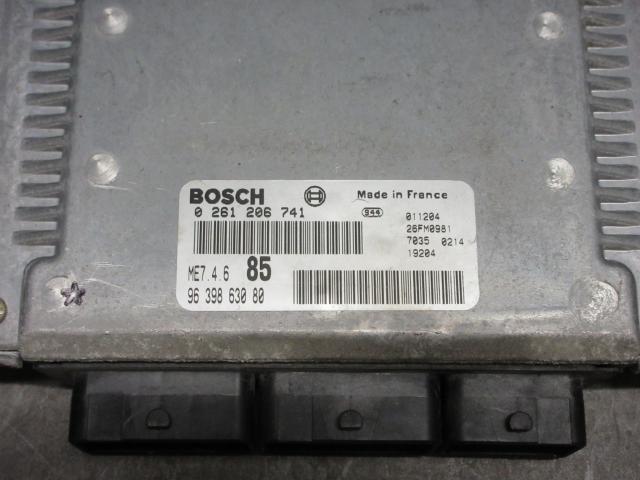 BOSCH Made in France
0 261 206 741 944 011204
26FM0981
7035 0214
19204
ME7.4.6 85
96 398 630 80